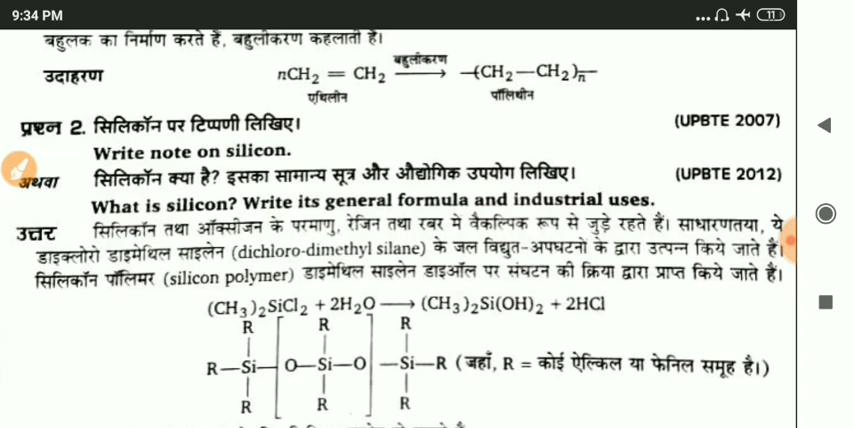 9:34 PM
11
बहुलक का निर्माण करते हैं, बहुलीकरण कहलाती है।
बहुलीकरण
उदाहरण nCH2 = CH2 ⟶ —(CH2—CH2)n—
एथिलीन पॉलिथीन
प्रश्न 2. सिलिकॉन पर टिप्पणी लिखिए। (UPBTE 2007)
Write note on silicon.
अथवा सिलिकॉन क्या है? इसका सामान्य सूत्र और औद्योगिक उपयोग लिखिए। (UPBTE 2012)
What is silicon? Write its general formula and industrial uses.
उत्तर सिलिकॉन तथा ऑक्सीजन के परमाणु, रेजिन तथा रबर मे वैकल्पिक रूप से जुड़े रहते हैं। साधारणतया, ये
डाइक्लोरो डाइमेथिल साइलेन (dichloro-dimethyl silane) के जल विद्युत-अपघटनो के द्वारा उत्पन्न किये जाते हैं।
सिलिकॉन पॉलिमर (silicon polymer) डाइमेथिल साइलेन डाइऑल पर संघटन की क्रिया द्वारा प्राप्त किये जाते हैं।
(CH3)2SiCl2 + 2H2O ⟶ (CH3)2Si(OH)2 + 2HCl
R R R
R—Si—[O—Si—O]—Si—R (जहाँ, R = कोई ऐल्किल या फेनिल समूह है।)
R R R